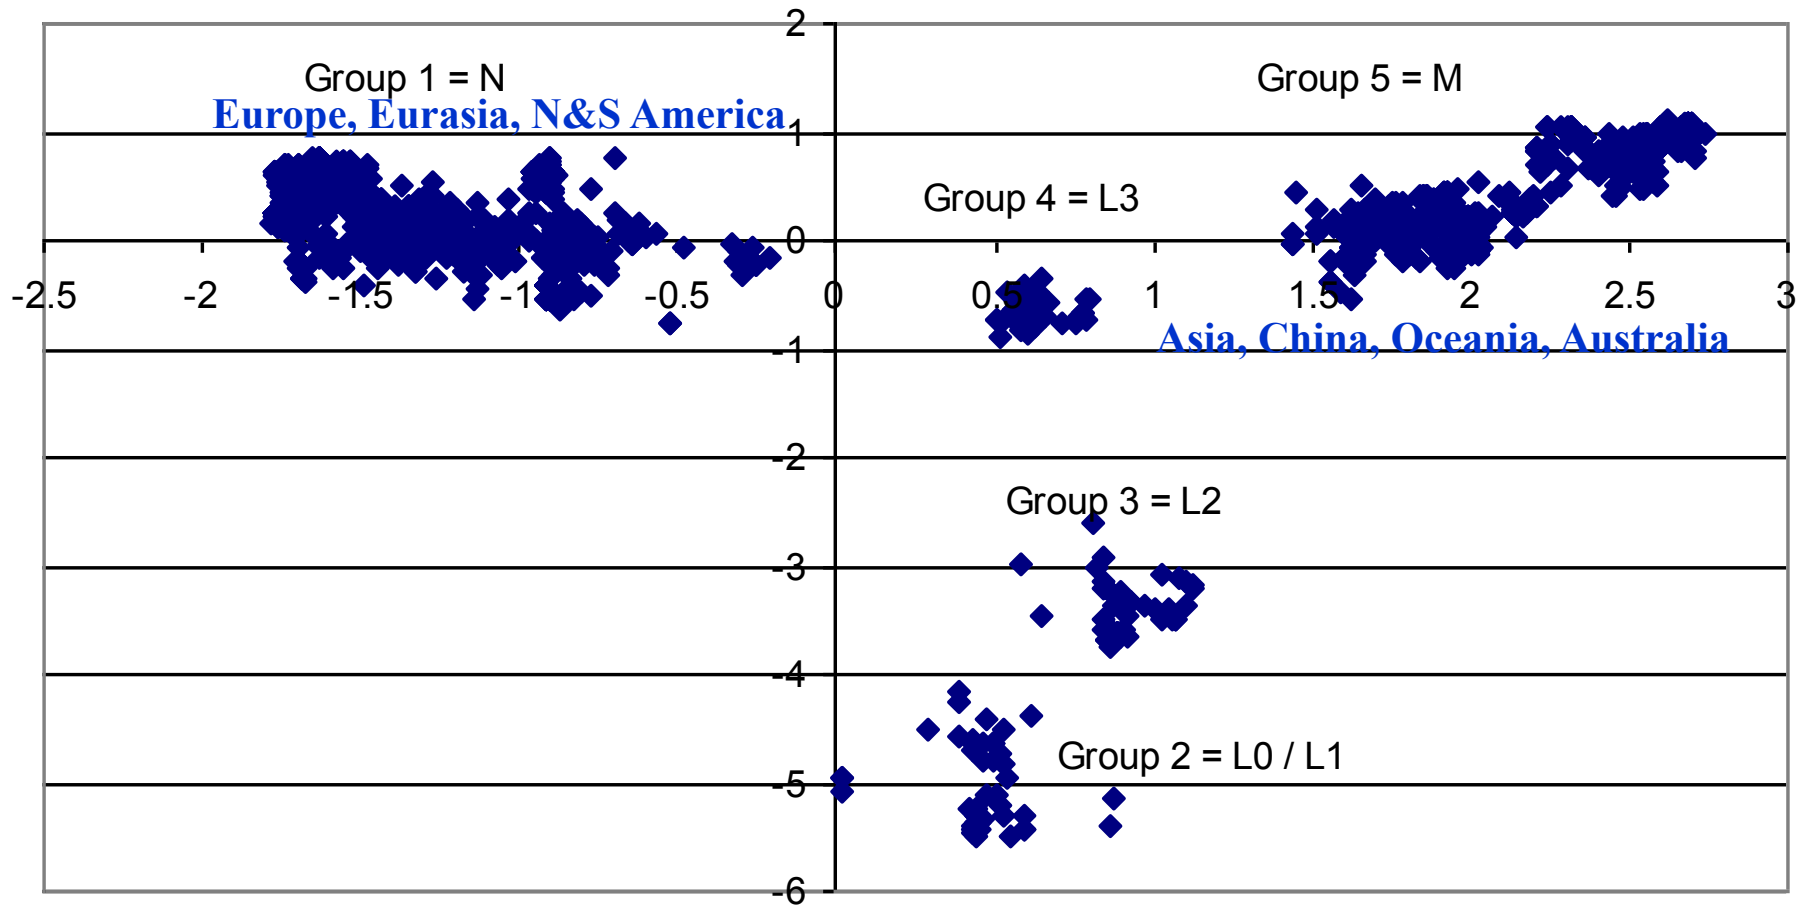 2
Group 1 = N
Group 5 = M
Europe, Eurasia, N&S America
1
Group 4 = L3
0
-2.5 -2 -1.5 -1 -0.5 0 0.5 1 1.5 2 2.5 3
Asia, China, Oceania, Australia
-1
-2
Group 3 = L2
-3
-4
Group 2 = L0 / L1
-5
-6